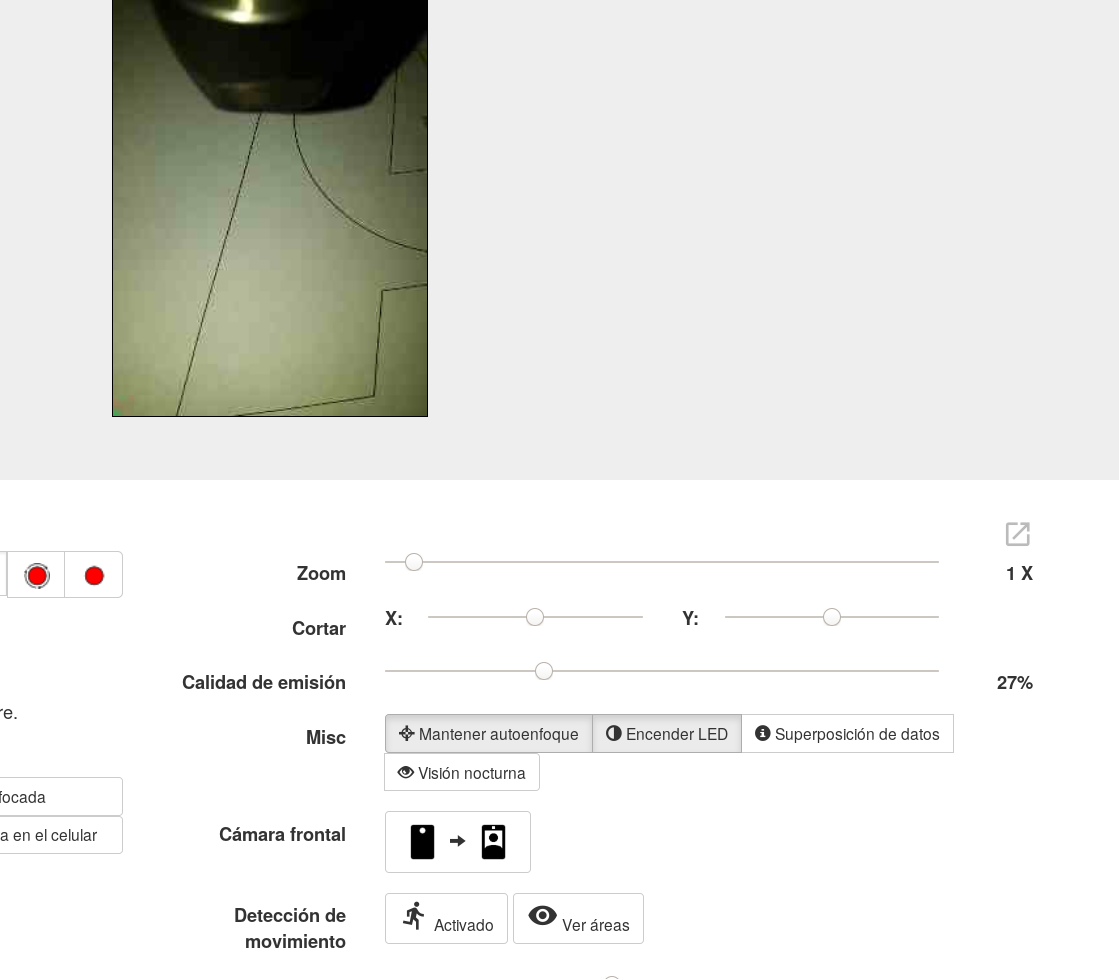 Zoom
1 X
Cortar
X:
Y:
Calidad de emisión
27%
re.
Misc
Mantener autoenfoque
Encender LED
Superposición de datos
Visión nocturna
focada
a en el celular
Cámara frontal
Detección de
movimiento
Activado
Ver áreas